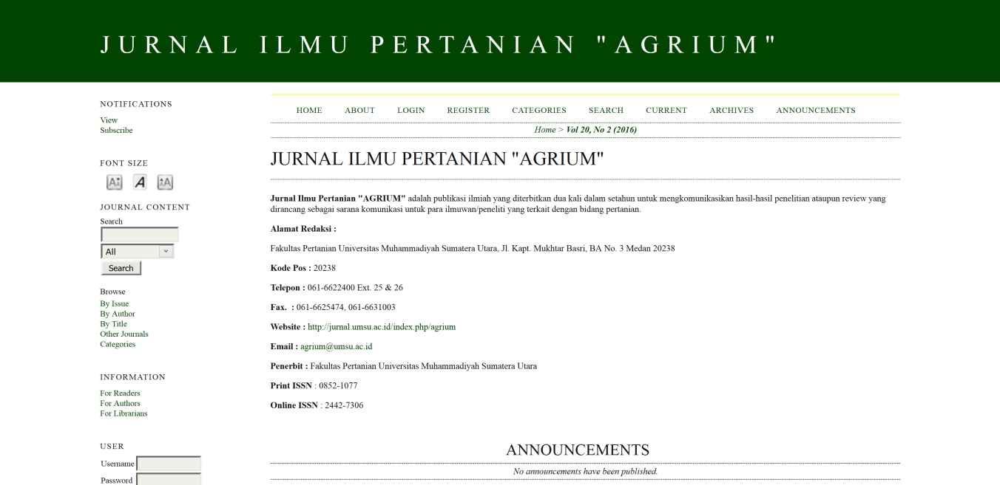 JURNAL ILMU PERTANIAN "AGRIUM"
NOTIFICATIONS
View
Subscribe
FONT SIZE
JOURNAL CONTENT
Search
All
Search
Browse
By Issue
By Author
By Title
Other Journals
Categories
INFORMATION
For Readers
For Authors
For Librarians
USER
Username
Password
HOME ABOUT LOGIN REGISTER CATEGORIES SEARCH CURRENT ARCHIVES ANNOUNCEMENTS
Home > Vol 20, No 2 (2016)
JURNAL ILMU PERTANIAN "AGRIUM"
Jurnal Ilmu Pertanian "AGRIUM" adalah publikasi ilmiah yang diterbitkan dua kali dalam setahun untuk mengkomunikasikan hasil-hasil penelitian ataupun review yang
dirancang sebagai sarana komunikasi untuk para ilmuwan/peneliti yang terkait dengan bidang pertanian.
Alamat Redaksi :
Fakultas Pertanian Universitas Muhammadiyah Sumatera Utara, Jl. Kapt. Mukhtar Basri, BA No. 3 Medan 20238
Kode Pos : 20238
Telepon : 061-6622400 Ext. 25 & 26
Fax. : 061-6625474, 061-6631003
Website : http://jurnal.umsu.ac.id/index.php/agrium
Email : agrium@umsu.ac.id
Penerbit : Fakultas Pertanian Universitas Muhammadiyah Sumatera Utara
Print ISSN : 0852-1077
Online ISSN : 2442-7306
ANNOUNCEMENTS
No announcements have been published.